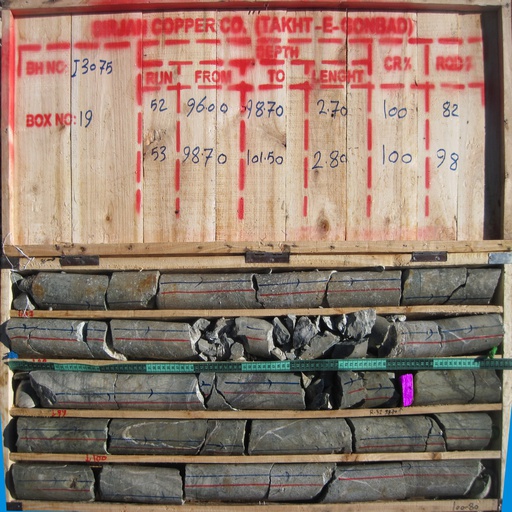 SIRJAN COPPER CO. (TAKHT-E-GONBAD)
DEPTH
BH NO: J3075 RUN FROM TO LENGHT CR% RQD%
52 96.00 98.70 2.70 100 82
BOX NO: 19
53 98.70 101.50 2.80 100 98